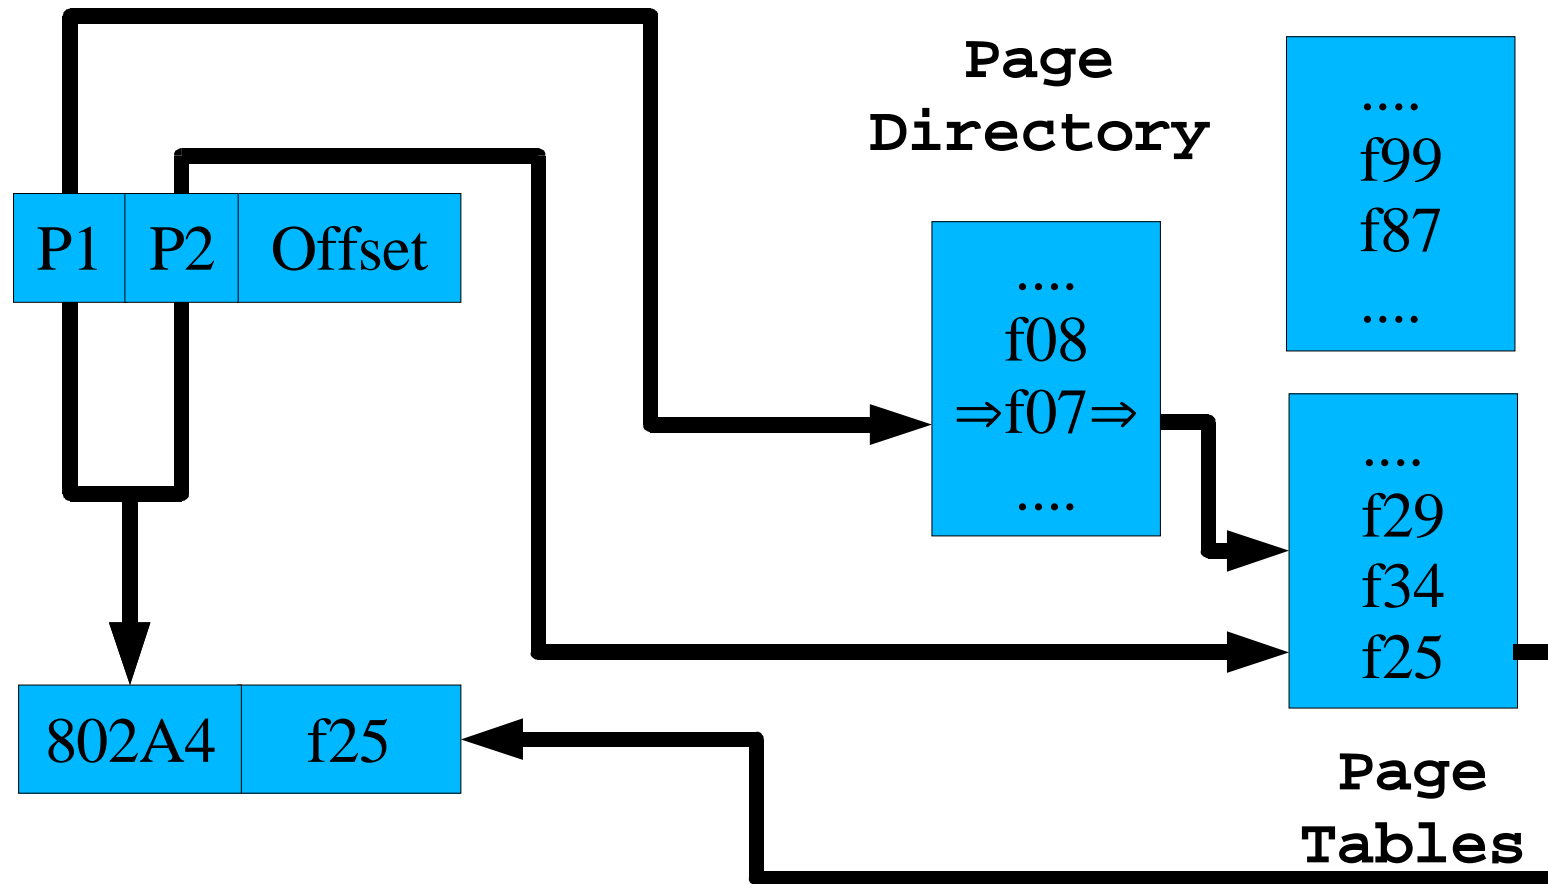 Page
Directory
....
f99
f87
....
P1 P2 Offset
....
f08
⇒f07⇒
....
....
f29
f34
f25
802A4 f25
Page
Tables